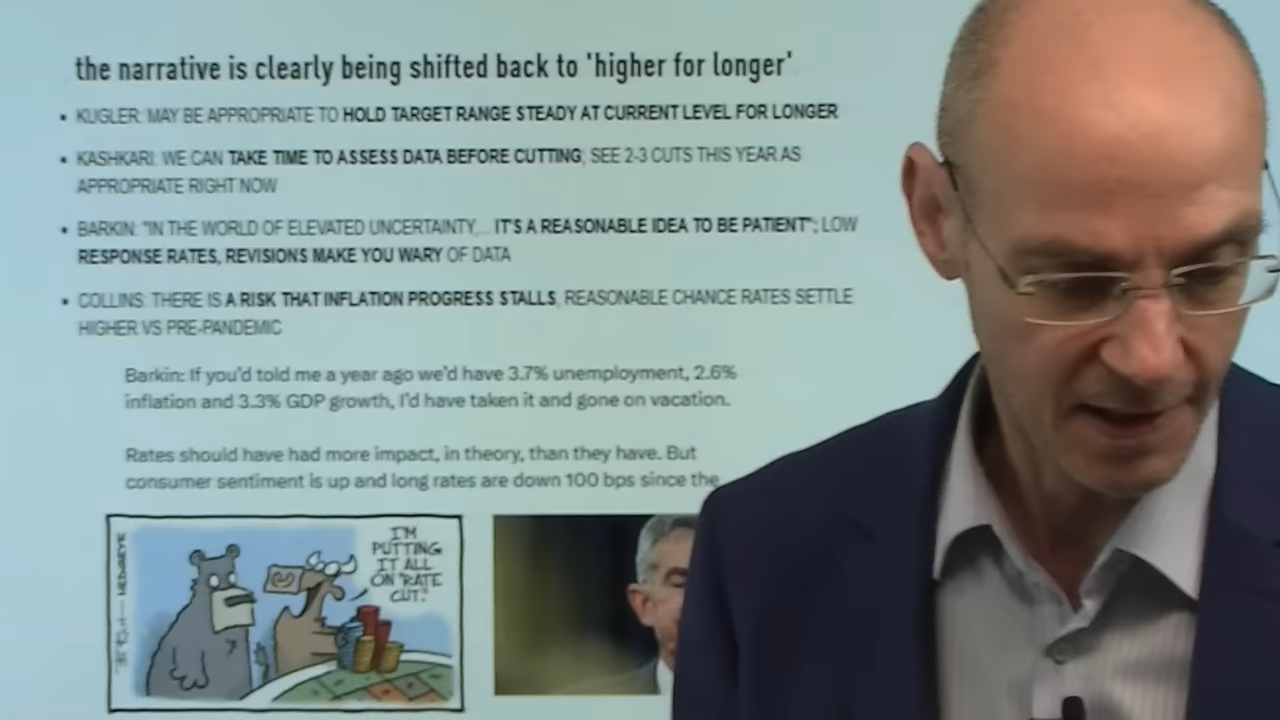 the narrative is clearly being shifted back to 'higher for longer'
• KUGLER: MAY BE APPROPRIATE TO HOLD TARGET RANGE STEADY AT CURRENT LEVEL FOR LONGER
• KASHKARI: WE CAN TAKE TIME TO ASSESS DATA BEFORE CUTTING; SEE 2-3 CUTS THIS YEAR AS
APPROPRIATE RIGHT NOW
• BARKIN: "IN THE WORLD OF ELEVATED UNCERTAINTY,... IT'S A REASONABLE IDEA TO BE PATIENT"; LOW
RESPONSE RATES, REVISIONS MAKE YOU WARY OF DATA
• COLLINS: THERE IS A RISK THAT INFLATION PROGRESS STALLS, REASONABLE CHANCE RATES SETTLE
HIGHER VS PRE-PANDEMIC
Barkin: If you'd told me a year ago we'd have 3.7% unemployment, 2.6%
inflation and 3.3% GDP growth, I'd have taken it and gone on vacation.
Rates should have had more impact, in theory, than they have. But
consumer sentiment is up and long rates are down 100 bps since the
I'M
PUTTING
IT ALL
ON "RATE
CUT!"
HEDGEYE